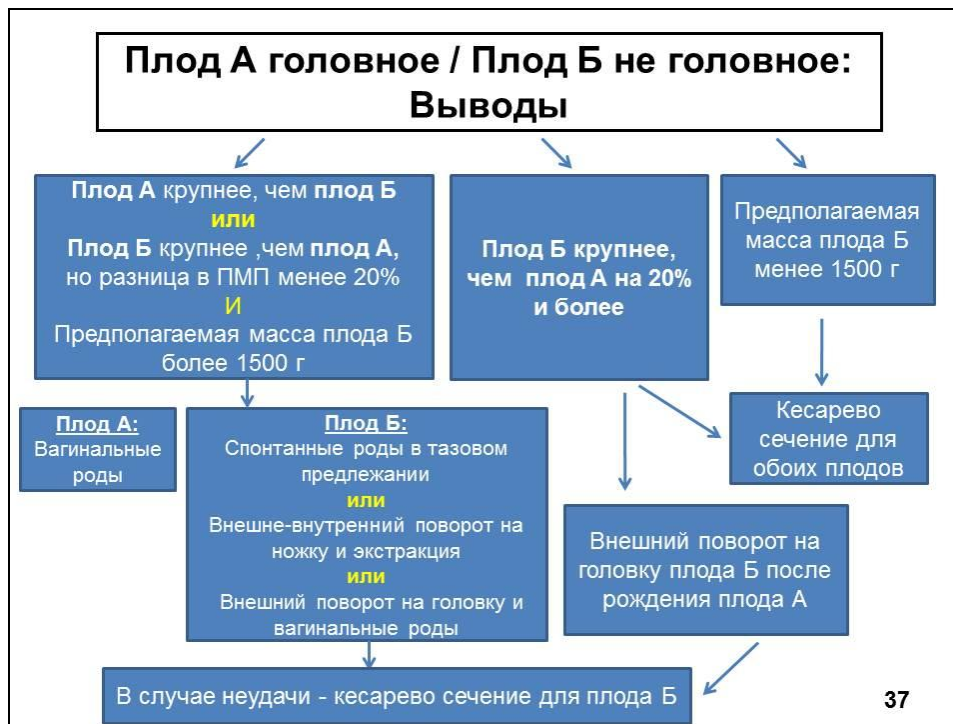 Плод А головное / Плод Б не головное:
Выводы
Плод А крупнее, чем плод Б
или
Плод Б крупнее ,чем плод А,
но разница в ПМП менее 20%
И
Предполагаемая масса плода Б
более 1500 г
Плод Б крупнее,
чем плод А на 20%
и более
Предполагаемая
масса плода Б
менее 1500 г
Плод А:
Вагинальные
роды
Плод Б:
Спонтанные роды в тазовом
предлежании
или
Внешне-внутренний поворот на
ножку и экстракция
или
Внешний поворот на головку и
вагинальные роды
Кесарево
сечение для
обоих плодов
Внешний поворот на
головку плода Б после
рождения плода А
В случае неудачи - кесарево сечение для плода Б
37